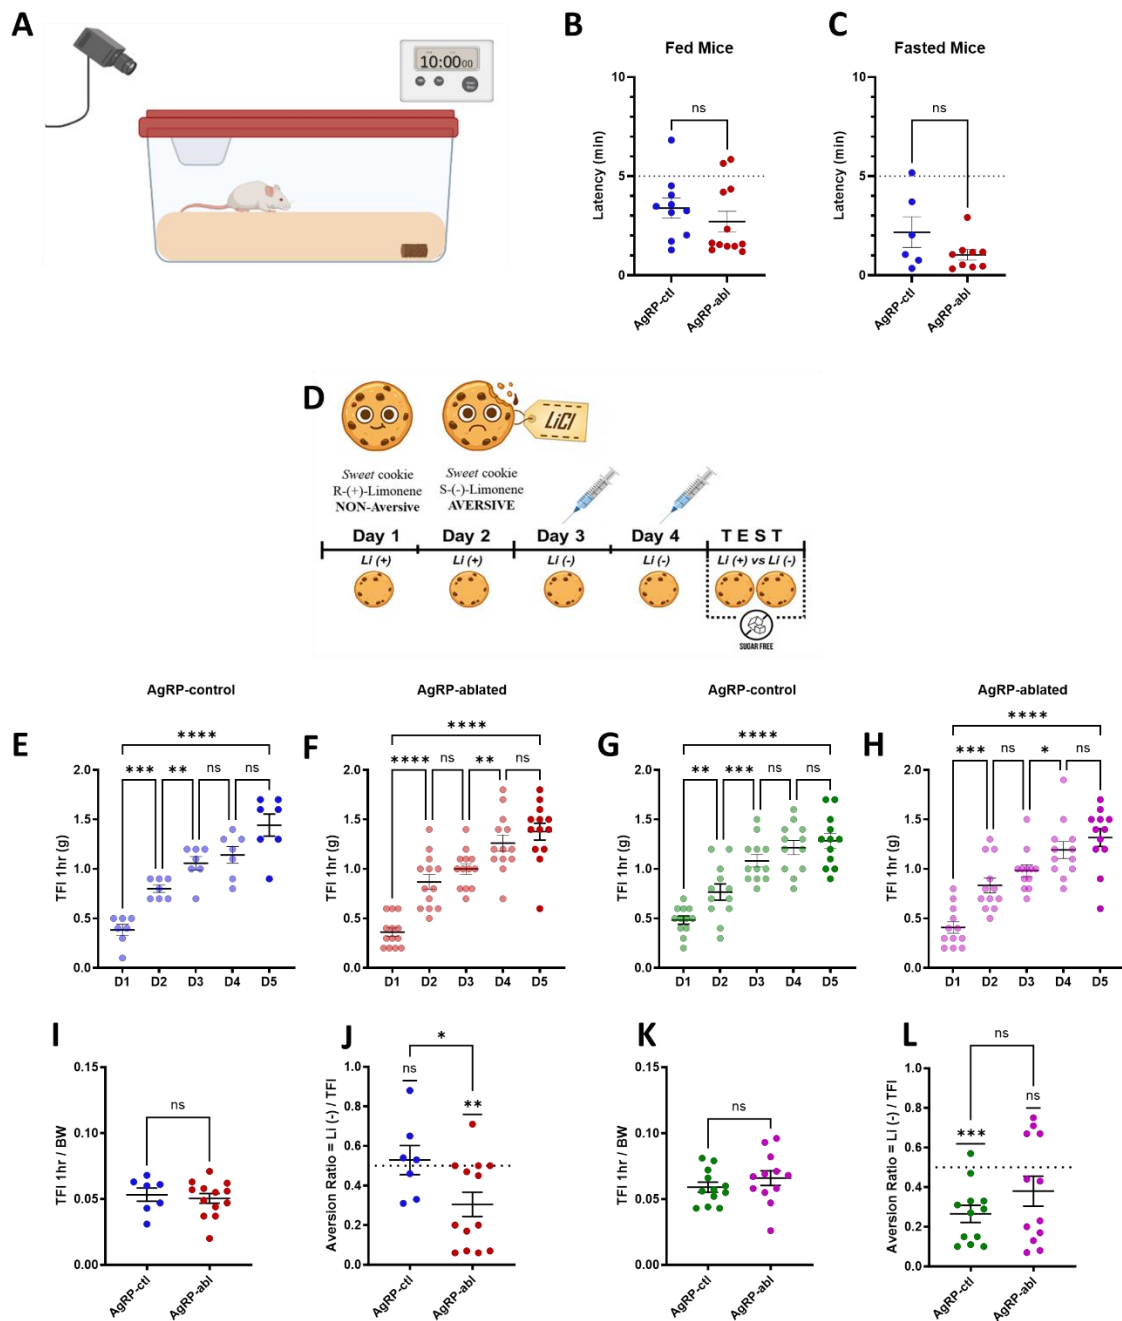 A
10:00 00
B
Fed Mice
Latency (min)
10
5
0
ns
AgRP-ctl
AgRP-abl
C
Fasted Mice
Latency (min)
10
5
0
ns
AgRP-ctl
AgRP-abl
D
LiCl
Sweet cookie
R-(+)-Limonene
NON-Aversive
Sweet cookie
S-(-)-Limonene
AVERSIVE
Day 1
Day 2
Day 3
Day 4
T E S T
Li (+)
Li (+)
Li (-)
Li (-)
Li (+) vs Li (-)
SUGAR FREE
E
AgRP-control
****
*** ** ns ns
TFI 1hr (g)
2.0
1.5
1.0
0.5
0.0
D1 D2 D3 D4 D5
F
AgRP-ablated
****
**** ns ** ns
TFI 1hr (g)
2.0
1.5
1.0
0.5
0.0
D1 D2 D3 D4 D5
G
AgRP-control
****
** *** ns ns
TFI 1hr (g)
2.0
1.5
1.0
0.5
0.0
D1 D2 D3 D4 D5
H
AgRP-ablated
****
*** ns * ns
TFI 1hr (g)
2.0
1.5
1.0
0.5
0.0
D1 D2 D3 D4 D5
I
TFI 1hr / BW
0.15
0.10
0.05
0.00
ns
AgRP-ctl
AgRP-abl
J
Aversion Ratio = Li (-) / TFI
1.0
0.8
0.6
0.4
0.2
0.0
*
ns
**
AgRP-ctl
AgRP-abl
K
TFI 1hr / BW
0.15
0.10
0.05
0.00
ns
AgRP-ctl
AgRP-abl
L
Aversion Ratio = Li (-) / TFI
1.0
0.8
0.6
0.4
0.2
0.0
ns
***
ns
AgRP-ctl
AgRP-abl